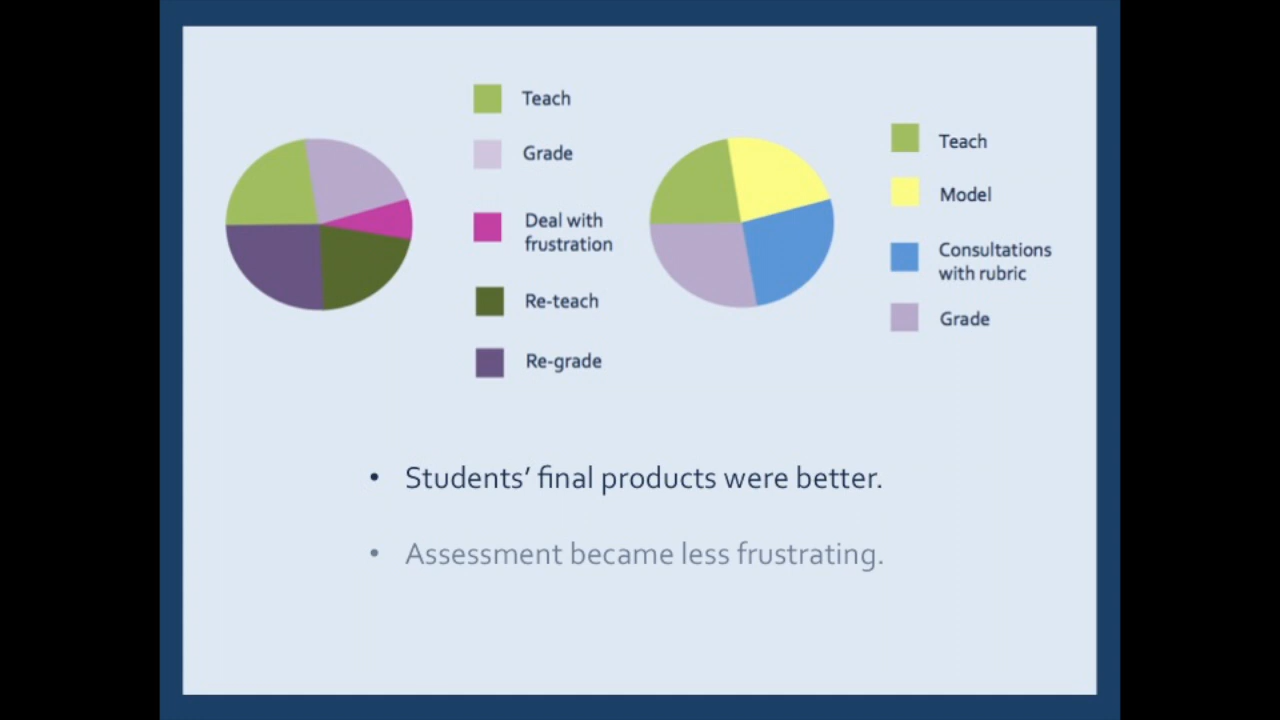 Teach
Grade
Deal with
frustration
Re-teach
Re-grade
Teach
Model
Consultations
with rubric
Grade
• Students’ final products were better.
• Assessment became less frustrating.